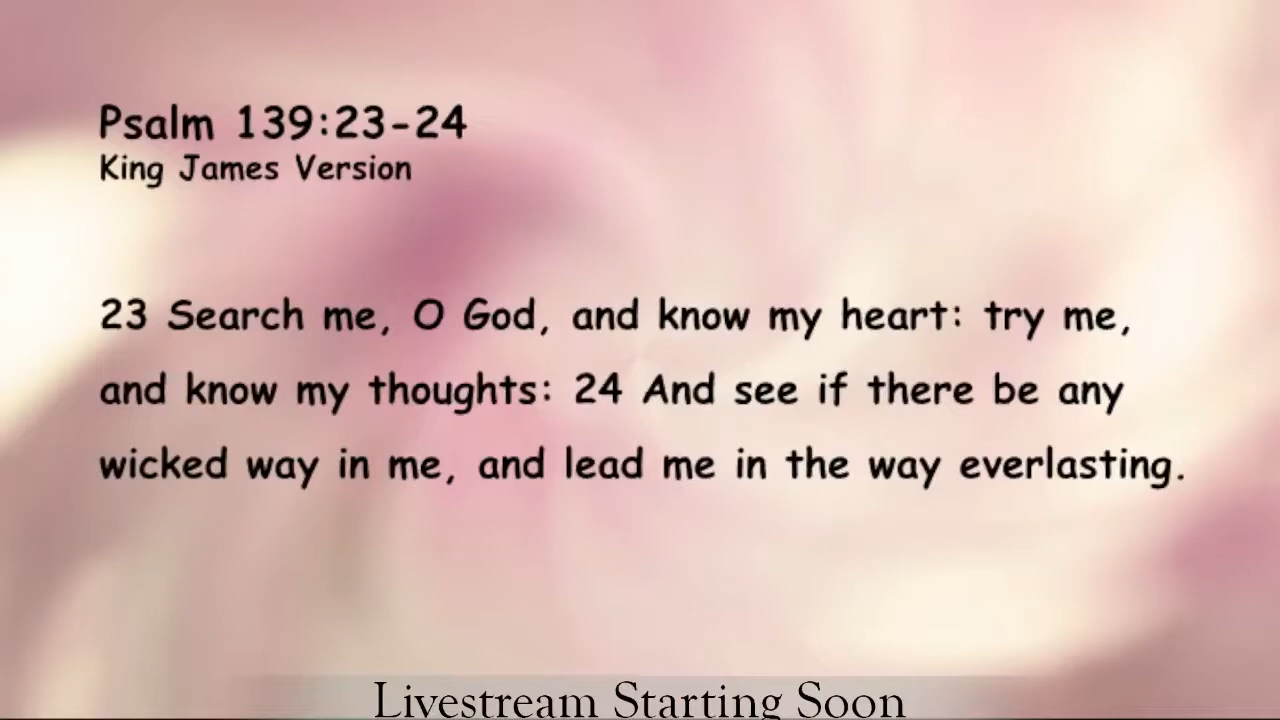 Psalm 139:23-24
King James Version
23 Search me, O God, and know my heart: try me,
and know my thoughts: 24 And see if there be any
wicked way in me, and lead me in the way everlasting.
Livestream Starting Soon